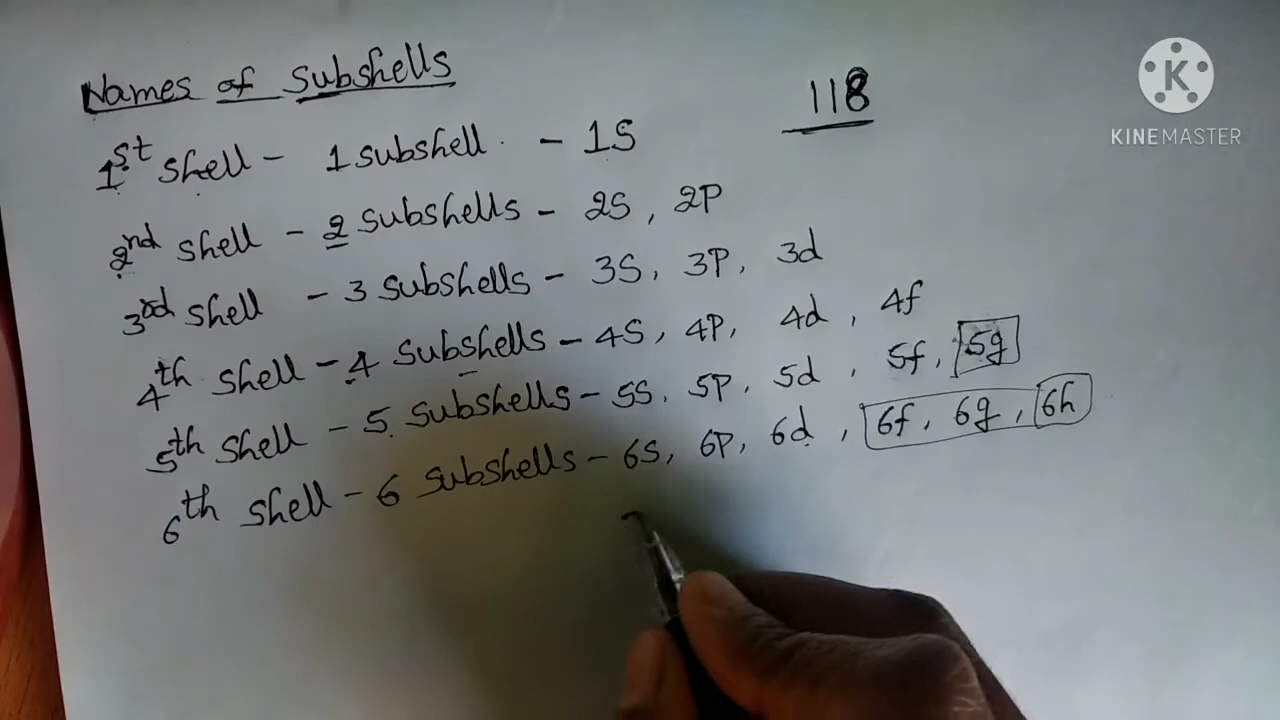 Names of Subshells
118
K
KINEMASTER
1st shell - 1 subshell - 1S
2nd shell - 2 subshells - 2S, 2P
3rd shell - 3 subshells - 3S, 3P, 3d
4th shell - 4 subshells - 4S, 4P, 4d, 4f
5th shell - 5 subshells - 5S, 5P, 5d, 5f, 5g
6th shell - 6 subshells - 6S, 6P, 6d, 6f, 6g, 6h